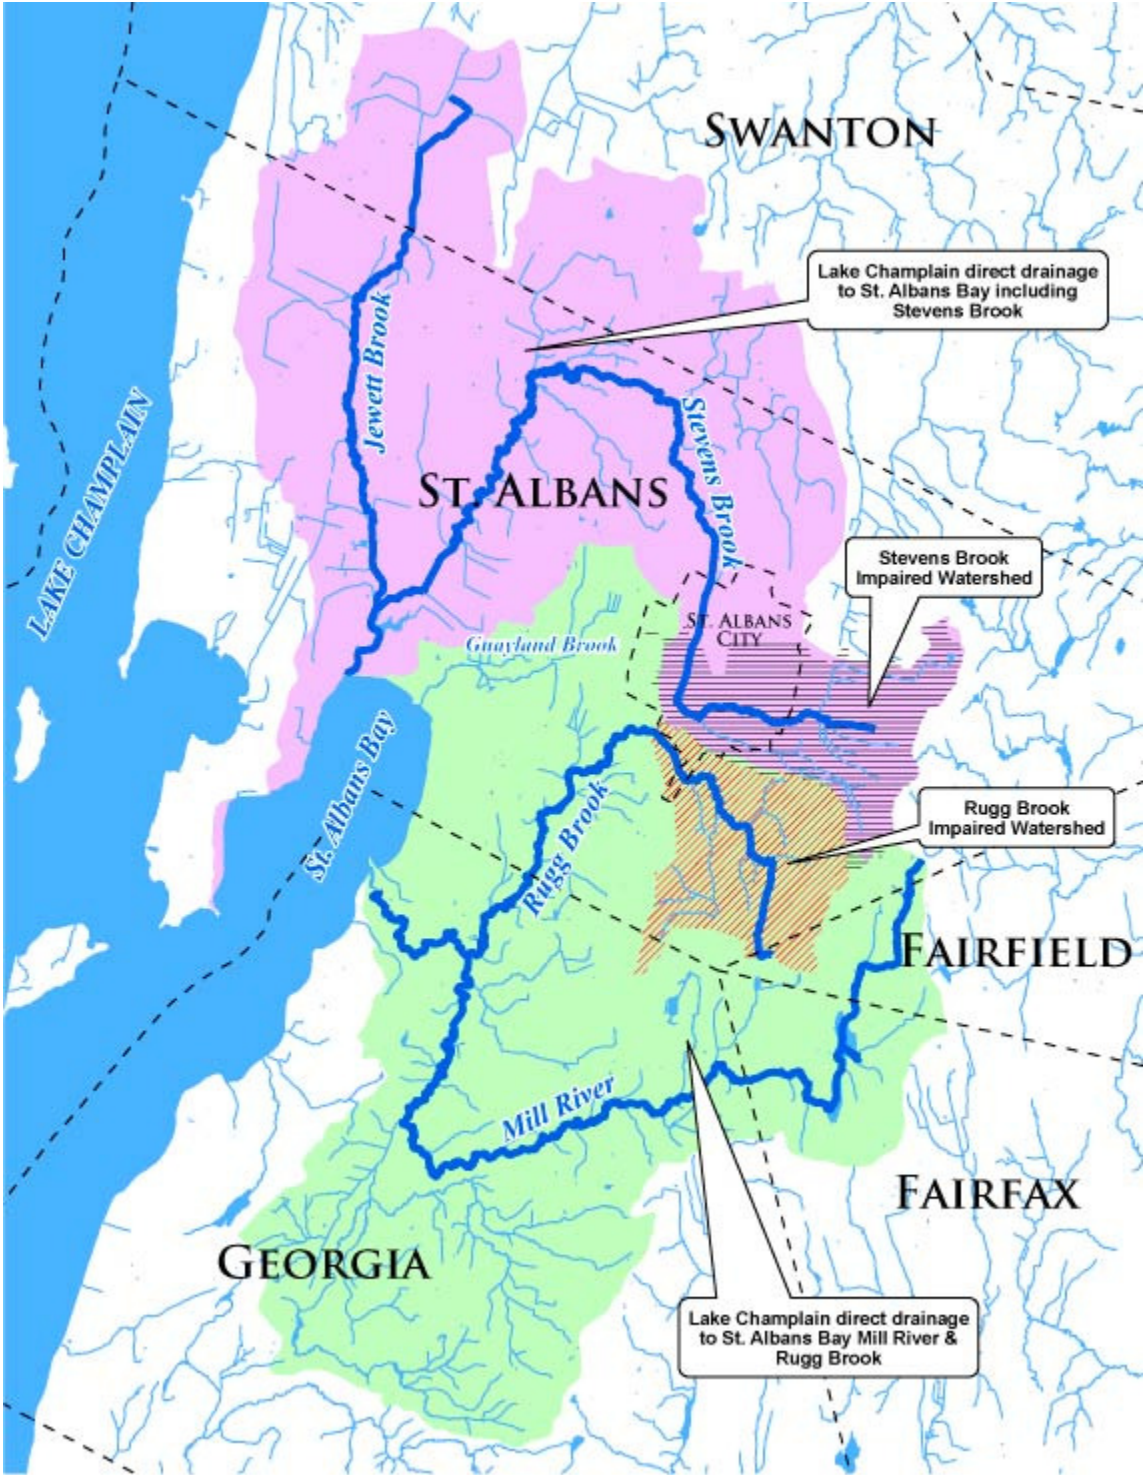 SWANTON
Lake Champlain direct drainage
to St. Albans Bay including
Stevens Brook
Jewett Brook
Stevens Brook
LAKE CHAMPLAIN
ST. ALBANS
Stevens Brook
Impaired Watershed
ST. ALBANS
CITY
Guayland Brook
St. Albans Bay
Rugg Brook
Rugg Brook
Impaired Watershed
FAIRFIELD
Mill River
FAIRFAX
GEORGIA
Lake Champlain direct drainage
to St. Albans Bay Mill River &
Rugg Brook